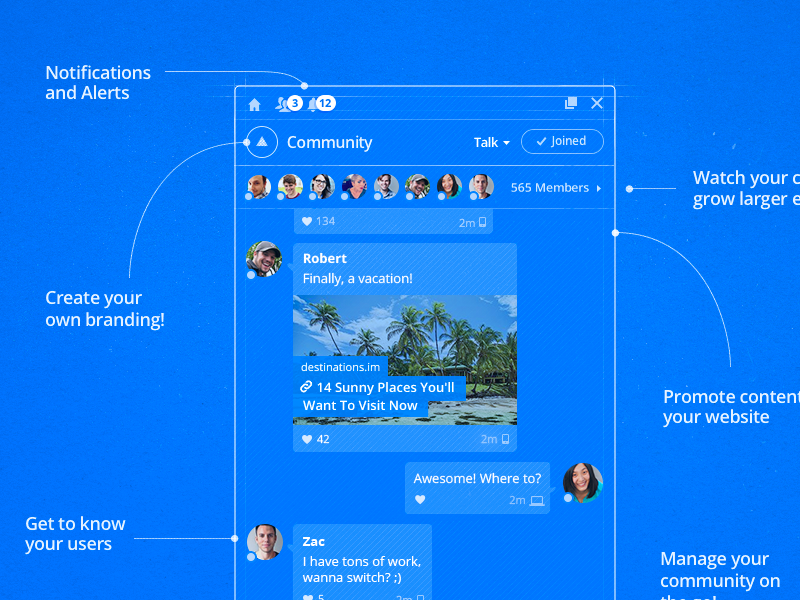 Notifications
and Alerts
3
12
Community
Talk
Joined
565 Members
Watch your
grow larger
134
2m
Robert
Finally, a vacation!
Create your
own branding!
destinations.im
14 Sunny Places You'll
Want To Visit Now
42
2m
Promote content
your website
Awesome! Where to?
2m
Get to know
your users
Zac
I have tons of work,
wanna switch? ;)
5
2m
Manage your
community on
the go!